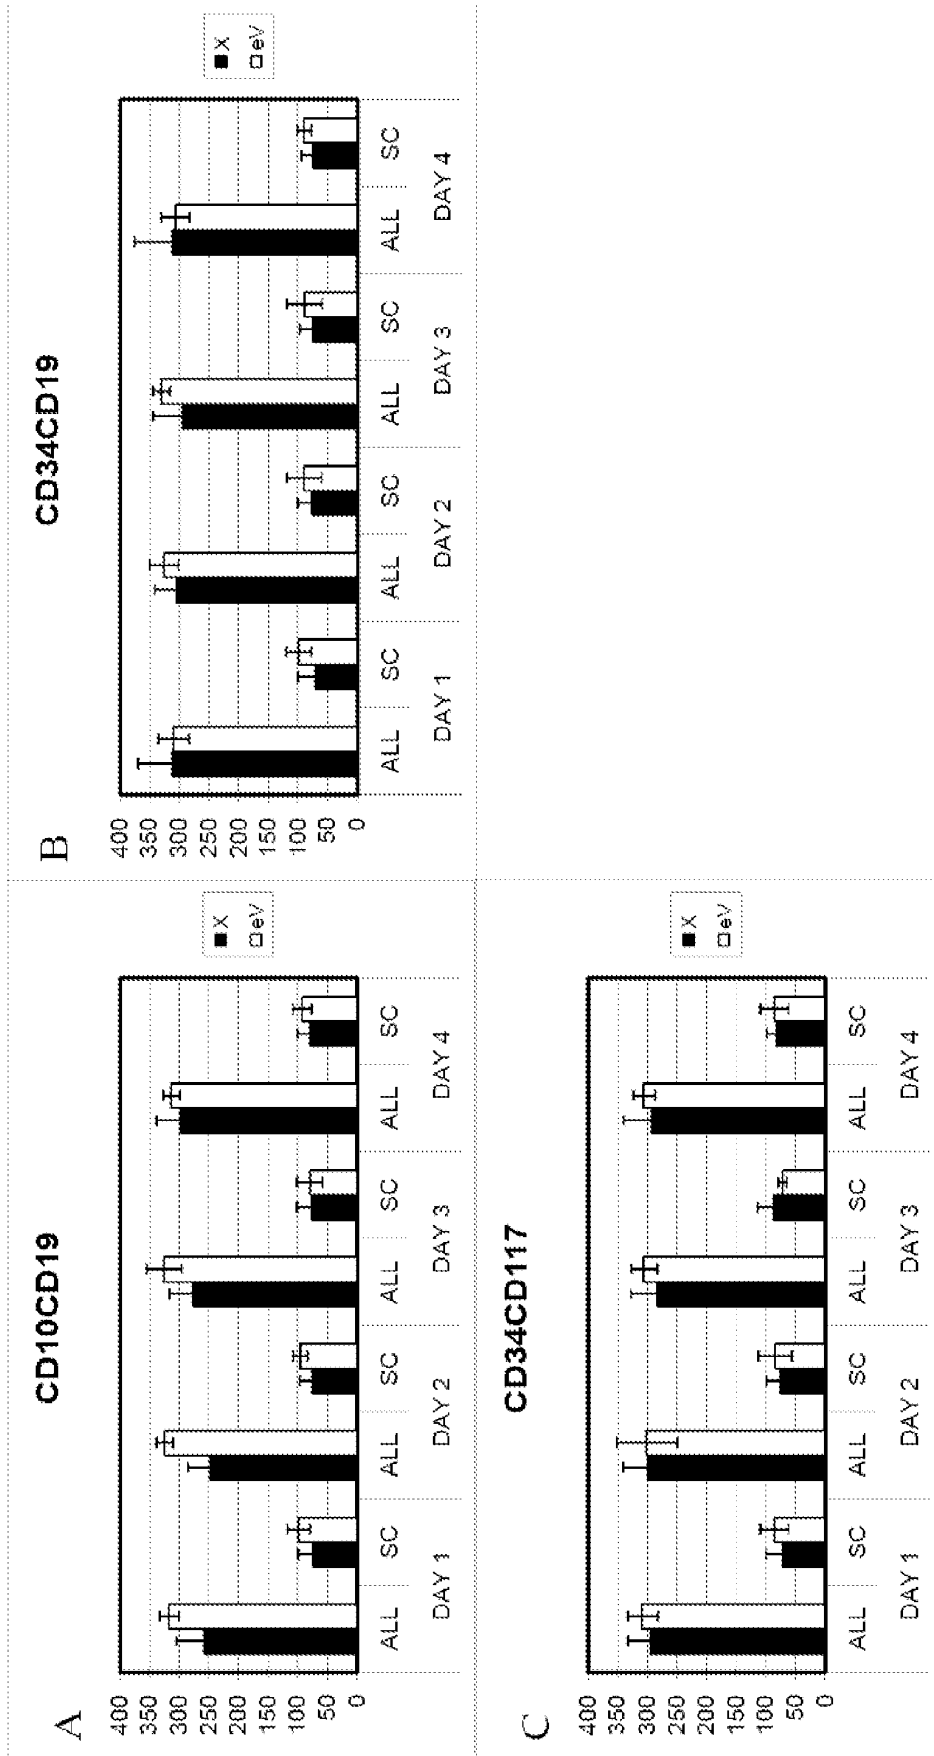 A
CD10CD19
400
350
300
250
200
150
100
50
0
ALL SC ALL SC ALL SC ALL SC
DAY 1 DAY 2 DAY 3 DAY 4
X
eV
B
CD34CD19
400
350
300
250
200
150
100
50
0
ALL SC ALL SC ALL SC ALL SC
DAY 1 DAY 2 DAY 3 DAY 4
X
eV
C
CD34CD117
400
350
300
250
200
150
100
50
0
ALL SC ALL SC ALL SC ALL SC
DAY 1 DAY 2 DAY 3 DAY 4
X
eV